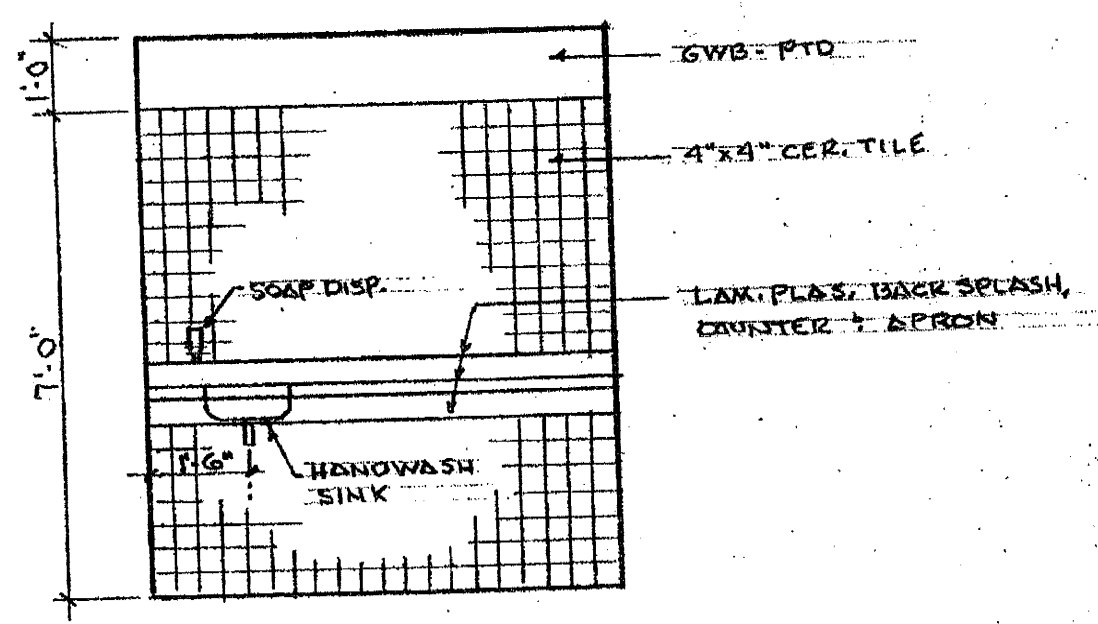 1'-0"
GWB - PTD
4"x4" CER. TILE
SOAP DISP.
LAM. PLAS. BACK SPLASH,
COUNTER & APRON
7'-0"
1'-6"
HANDWASH
SINK